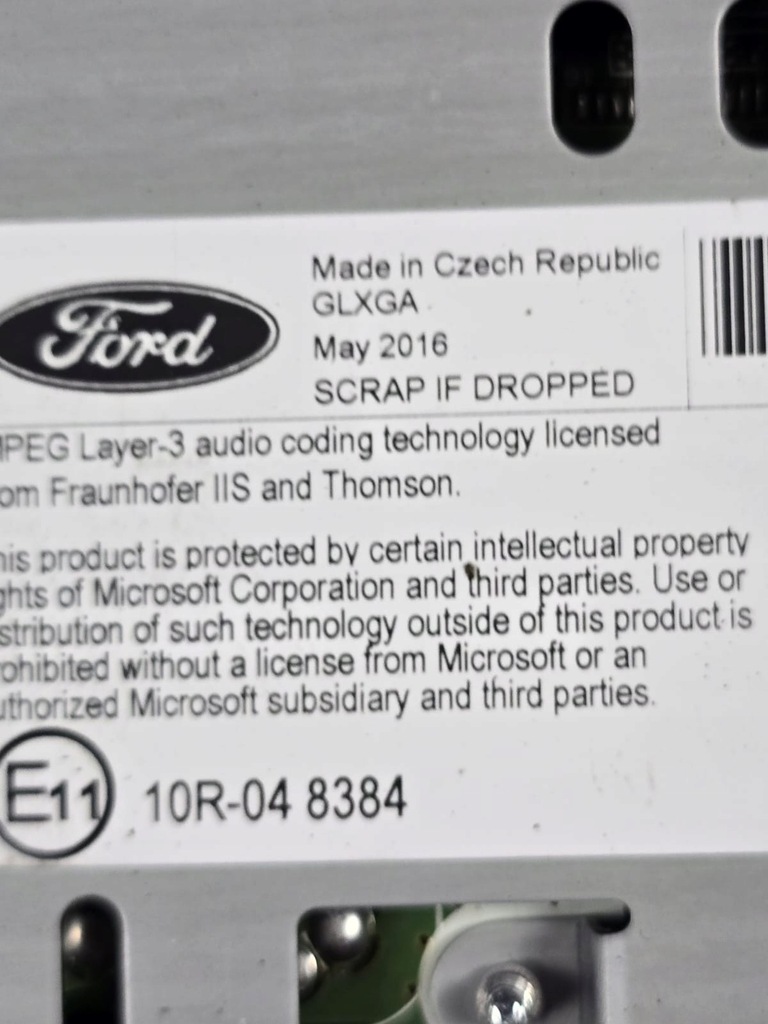 Ford
Made in Czech Republic
GLXGA
May 2016
SCRAP IF DROPPED
MPEG Layer-3 audio coding technology licensed
om Fraunhofer IIS and Thomson.
his product is protected by certain intellectual property
ghts of Microsoft Corporation and third parties. Use or
stribution of such technology outside of this product is
rohibited without a license from Microsoft or an
uthorized Microsoft subsidiary and third parties.
E11 10R-04 8384